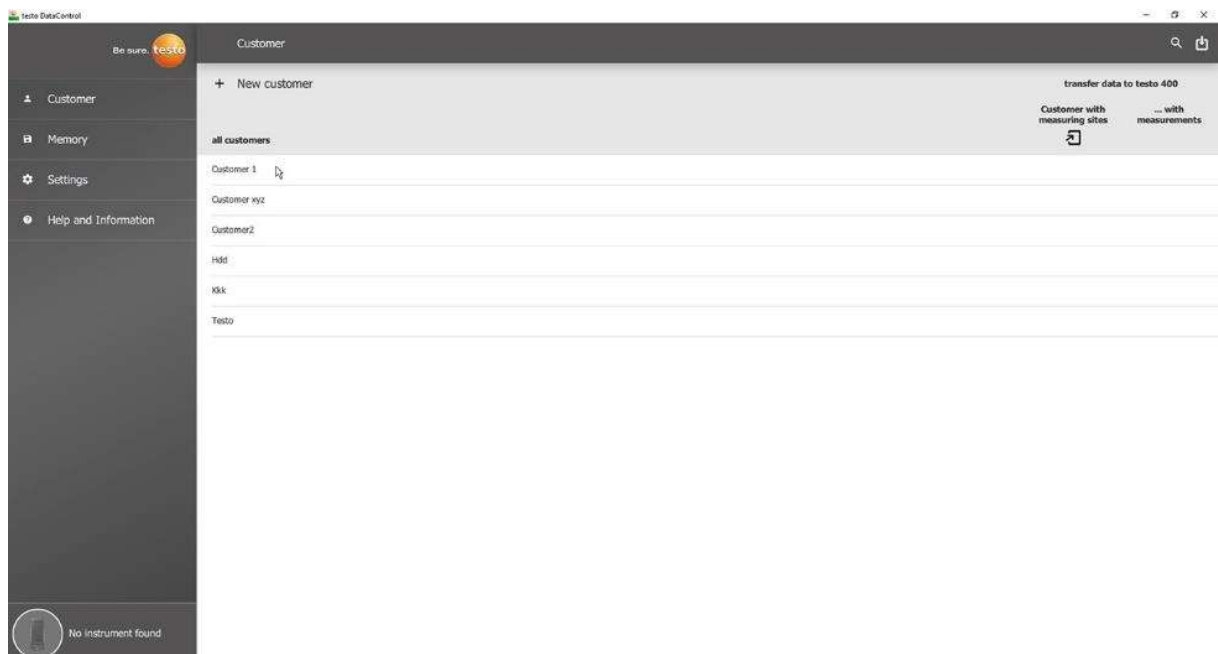 testo DataControl
Be sure. testo
Customer
Customer
Memory
Settings
Help and Information
No instrument found
+ New customer
transfer data to testo 400
Customer with
measuring sites
... with
measurements
all customers
Customer 1
Customer xyz
Customer2
Hdd
Kkk
Testo